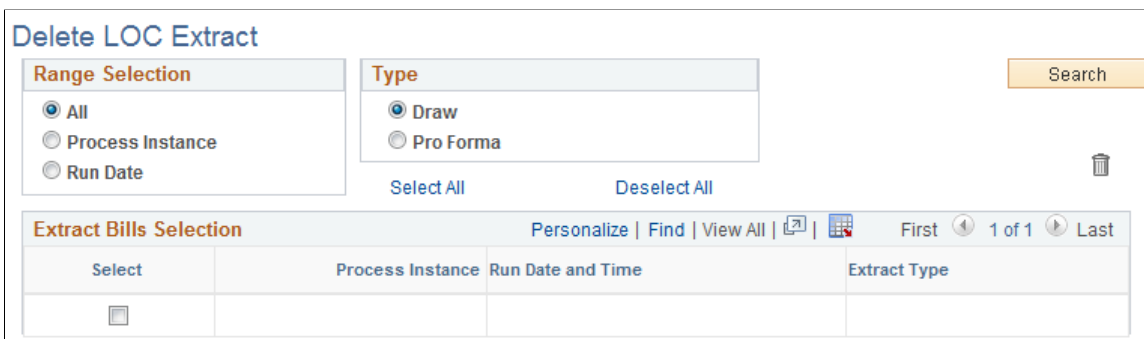 Delete LOC Extract
Range Selection
All
Process Instance
Run Date
Type
Draw
Pro Forma
Search
Select All Deselect All
Extract Bills Selection Personalize | Find | View All | | First 1 of 1 Last
Select Process Instance Run Date and Time Extract Type